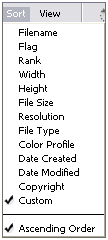 Sort View
Filename
Flag
Rank
Width
Height
File Size
Resolution
File Type
Color Profile
Date Created
Date Modified
Copyright
Custom
Ascending Order